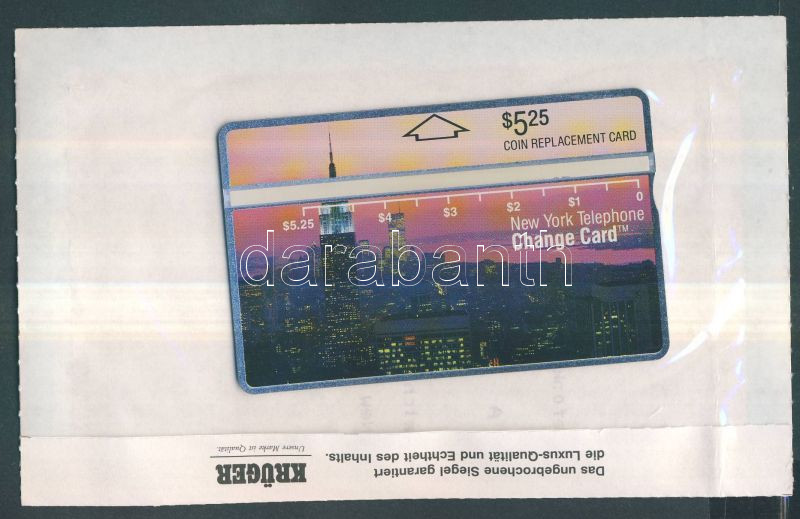 $5.25
COIN REPLACEMENT CARD
$5.25 $4 $3 $2 $1 0
New York Telephone
Change Card™
darabanth
Das ungebrochene Siegel garantiert
die Luxus-Qualität und Echtheit des Inhalts.
KRÜGER
Unsere Marke ist Qualität.